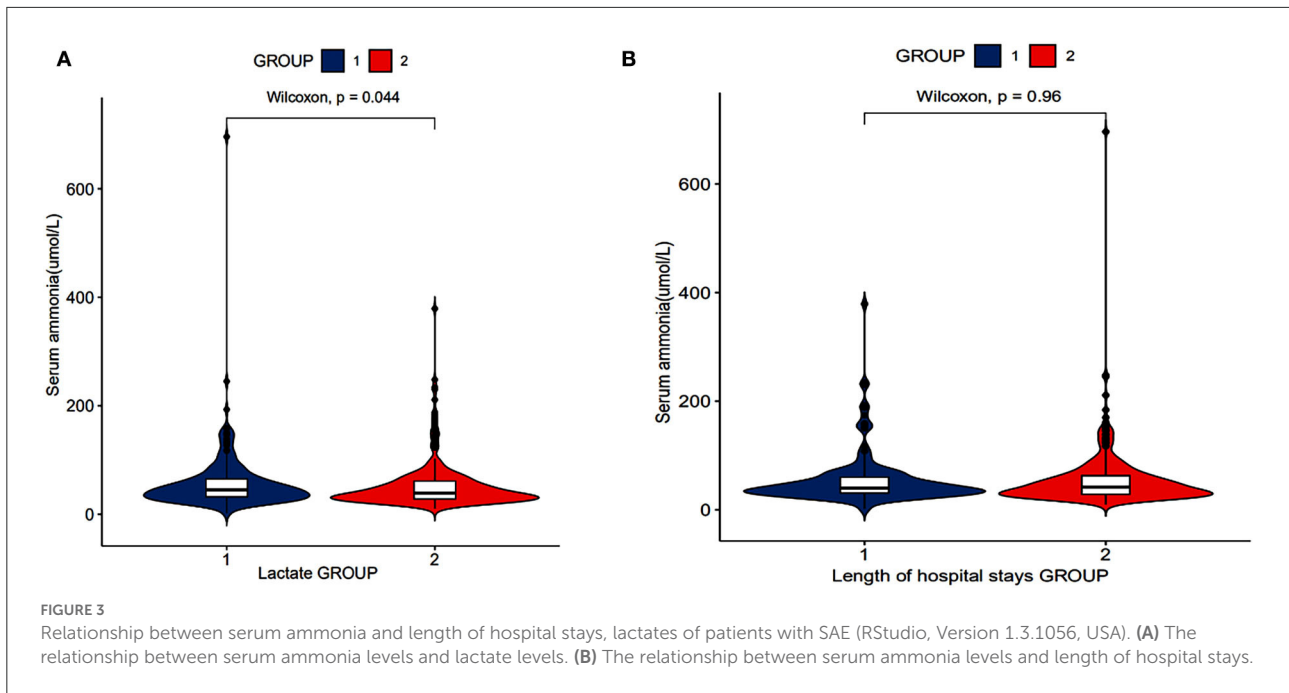 A
GROUP 1 2
Wilcoxon, p = 0.044
600
400
200
0
Serum ammonia(umol/L)
1 2
Lactate GROUP
B
GROUP 1 2
Wilcoxon, p = 0.96
600
400
200
0
Serum ammonia(umol/L)
1 2
Length of hospital stays GROUP
FIGURE 3
Relationship between serum ammonia and length of hospital stays, lactates of patients with SAE (RStudio, Version 1.3.1056, USA). (A) The
relationship between serum ammonia levels and lactate levels. (B) The relationship between serum ammonia levels and length of hospital stays.